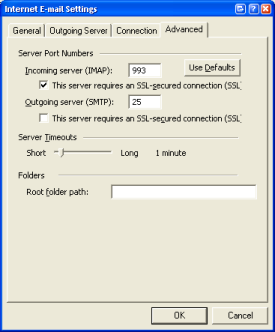 Internet E-mail Settings
General Outgoing Server Connection Advanced
Server Port Numbers
Incoming server (IMAP): 993 Use Defaults
This server requires an SSL-secured connection (SSL)
Outgoing server (SMTP): 25
This server requires an SSL-secured connection (SSL
Server Timeouts
Short Long 1 minute
Folders
Root folder path:
OK Cancel